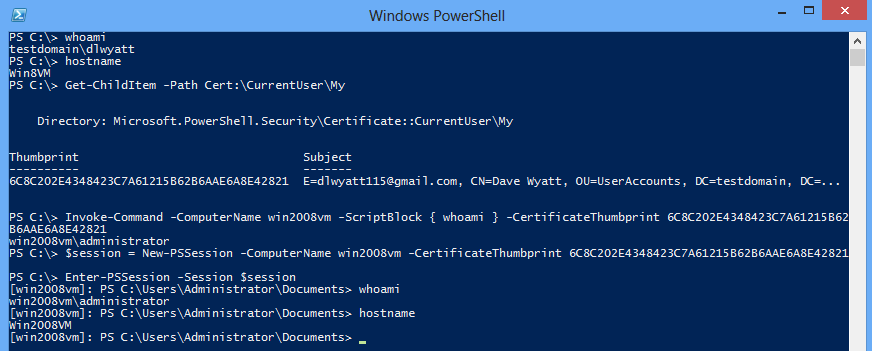 Windows PowerShell
PS C:\> whoami
testdomain\dlwyatt
PS C:\> hostname
Win8VM
PS C:\> Get-ChildItem -Path Cert:\CurrentUser\My
Directory: Microsoft.PowerShell.Security\Certificate::CurrentUser\My
Thumbprint Subject
---------- -------
6C8C202E4348423C7A61215B62B6AAE6A8E42821 E=dlwyatt115@gmail.com, CN=Dave Wyatt, OU=UserAccounts, DC=testdomain, DC=...
PS C:\> Invoke-Command -ComputerName win2008vm -ScriptBlock { whoami } -CertificateThumbprint 6C8C202E4348423C7A61215B62
B6AAE6A8E42821
win2008vm\administrator
PS C:\> $session = New-PSSession -ComputerName win2008vm -CertificateThumbprint 6C8C202E4348423C7A61215B62B6AAE6A8E42821
PS C:\> Enter-PSSession -Session $session
[win2008vm]: PS C:\Users\Administrator\Documents> whoami
win2008vm\administrator
[win2008vm]: PS C:\Users\Administrator\Documents> hostname
Win2008VM
[win2008vm]: PS C:\Users\Administrator\Documents> _